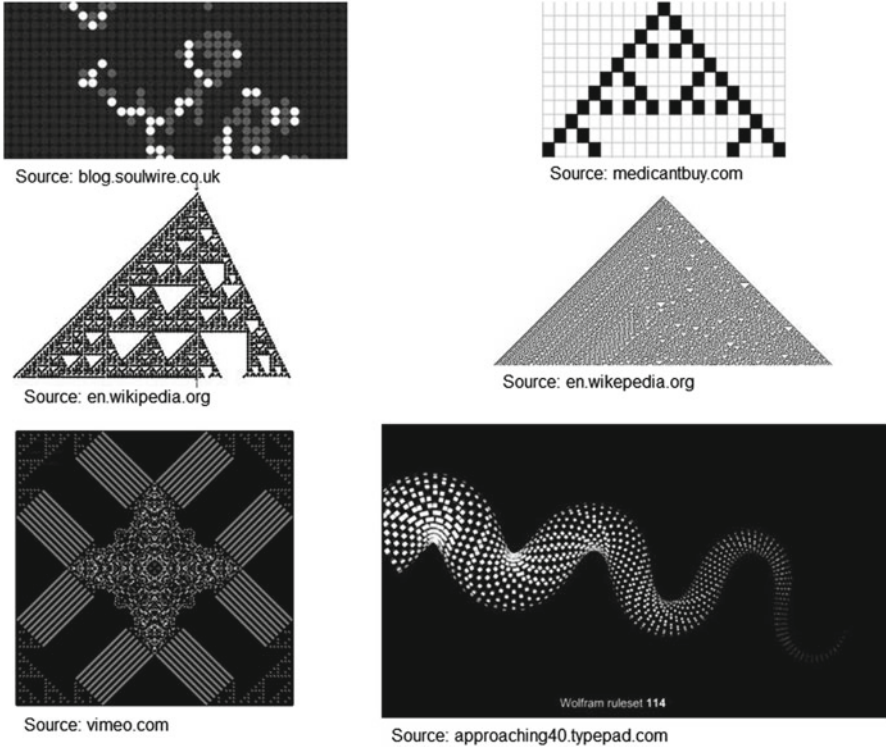 Source: blog.soulwire.co.uk
Source: medicantbuy.com
Source: en.wikipedia.org
Source: en.wikepedia.org
Wolfram ruleset 114
Source: vimeo.com
Source: approaching40.typepad.com